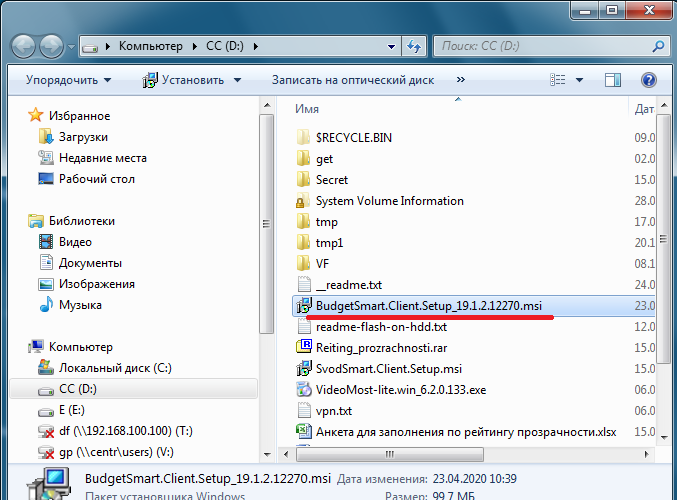 Компьютер CC (D:)
Поиск: CC (D:)
Упорядочить Установить Записать на оптический диск »
Имя Дата
Избранное
Загрузки
Недавние места
Рабочий стол
Библиотеки
Видео
Документы
Изображения
Музыка
Компьютер
Локальный диск (C:)
CC (D:)
E (E:)
df (\\192.168.100.100) (T:)
gp (\\centr\users) (V:)
$RECYCLE.BIN 09.0
get 02.0
Secret 15.0
System Volume Information 28.0
tmp 17.0
tmp1 20.1
VF 13.0
__readme.txt 24.0
BudgetSmart.Client.Setup_19.1.2.12270.msi 23.0
readme-flash-on-hdd.txt 12.0
Reiting_prozrachnosti.rar 15.0
SvodSmart.Client.Setup.msi 15.0
VideoMost-lite.win_6.2.0.133.exe 06.0
vpn.txt 06.0
Анкета для заполнения по рейтингу прозрачности.xlsx 15.0
BudgetSmart.Client.Setup_19.1.2.12270.msi Дата изменения: 23.04.2020 10:39
Пакет установщика Windows Размер: 99,7 МБ